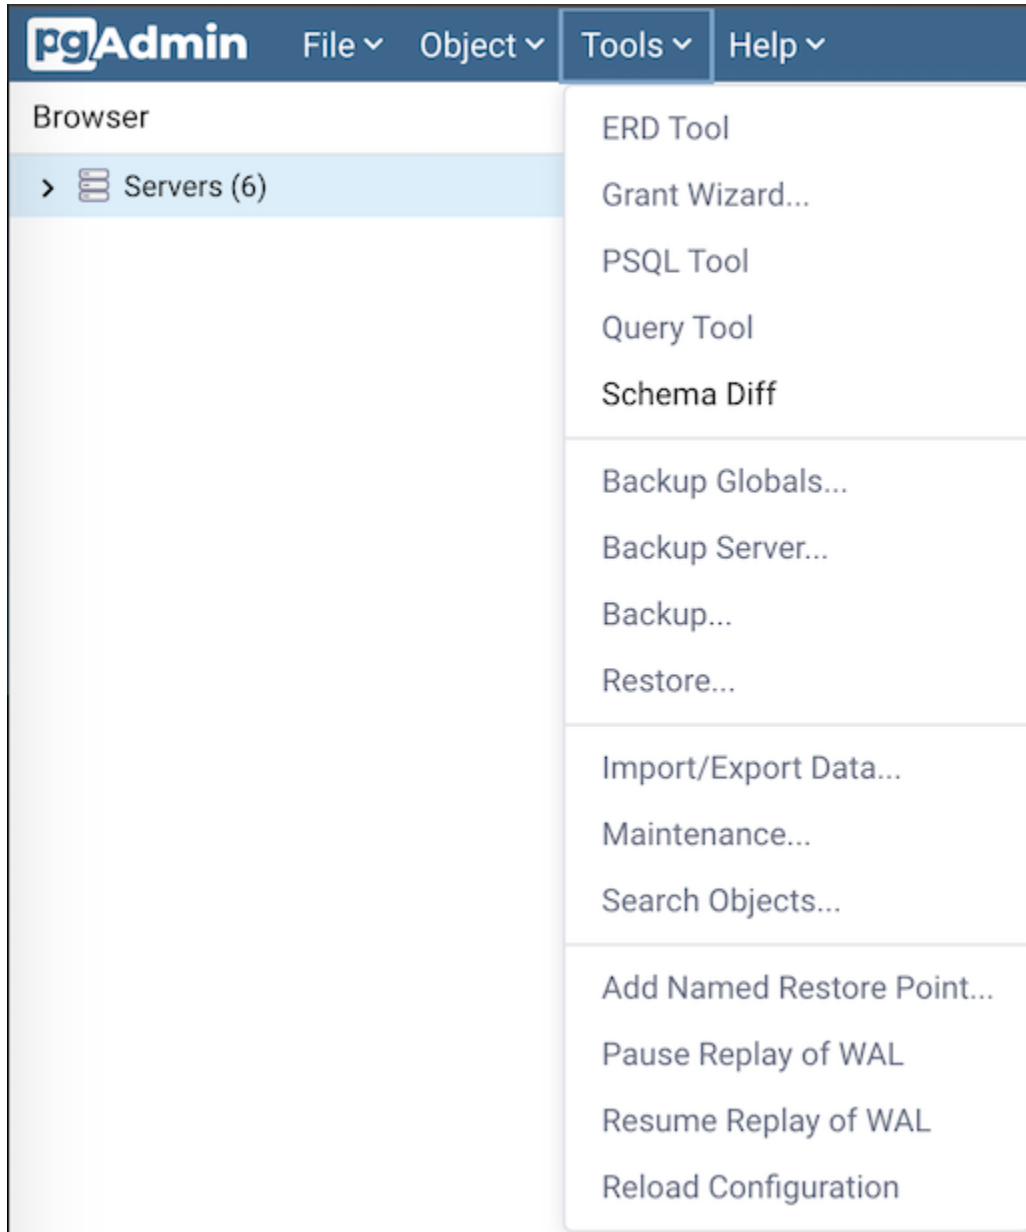 pgAdmin File Object Tools Help
Browser
Servers (6)
ERD Tool
Grant Wizard...
PSQL Tool
Query Tool
Schema Diff
Backup Globals...
Backup Server...
Backup...
Restore...
Import/Export Data...
Maintenance...
Search Objects...
Add Named Restore Point...
Pause Replay of WAL
Resume Replay of WAL
Reload Configuration